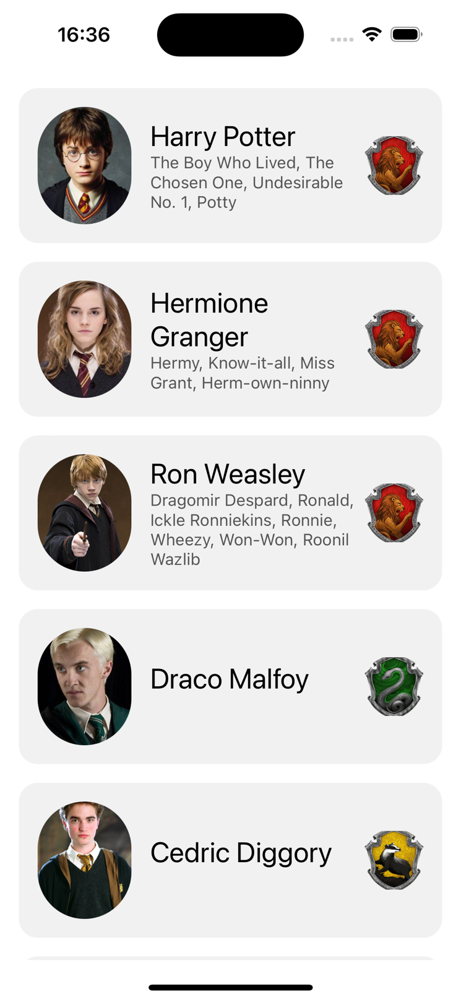 16:36
Harry Potter
The Boy Who Lived, The
Chosen One, Undesirable
No. 1, Potty
Hermione
Granger
Hermy, Know-it-all, Miss
Grant, Herm-own-ninny
Ron Weasley
Dragomir Despard, Ronald,
Ickle Ronniekins, Ronnie,
Wheezy, Won-Won, Roonil
Wazlib
Draco Malfoy
Cedric Diggory